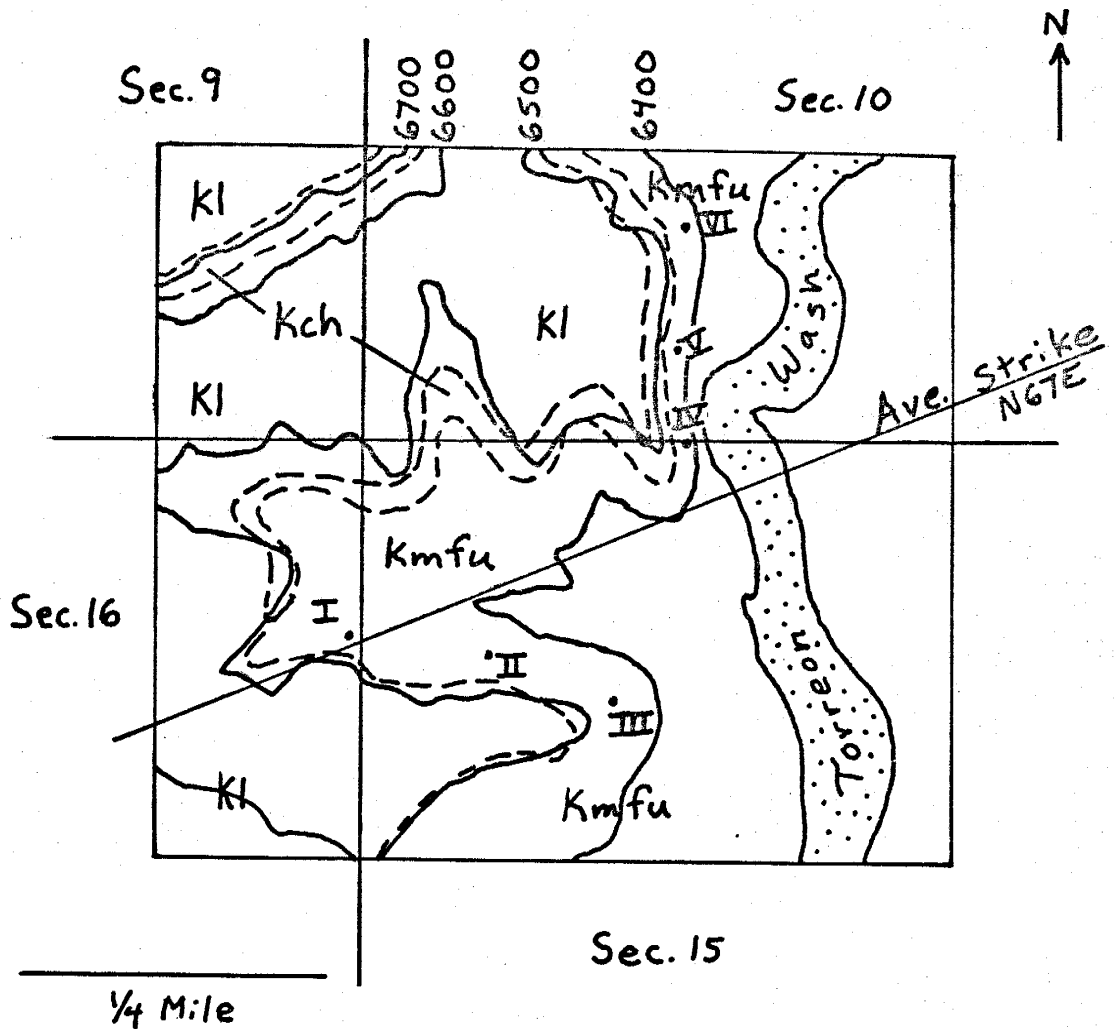 N
Sec. 9
6700
6600
6500
6400
Sec. 10
Kl
Kmfu
VI
Kch
Kl
Wash
V
Kl
IV
Ave. Strike
N67E
Kmfu
Sec. 16
I
II
III
Torreon
Kl
Kmfu
Sec. 15
1/4 Mile